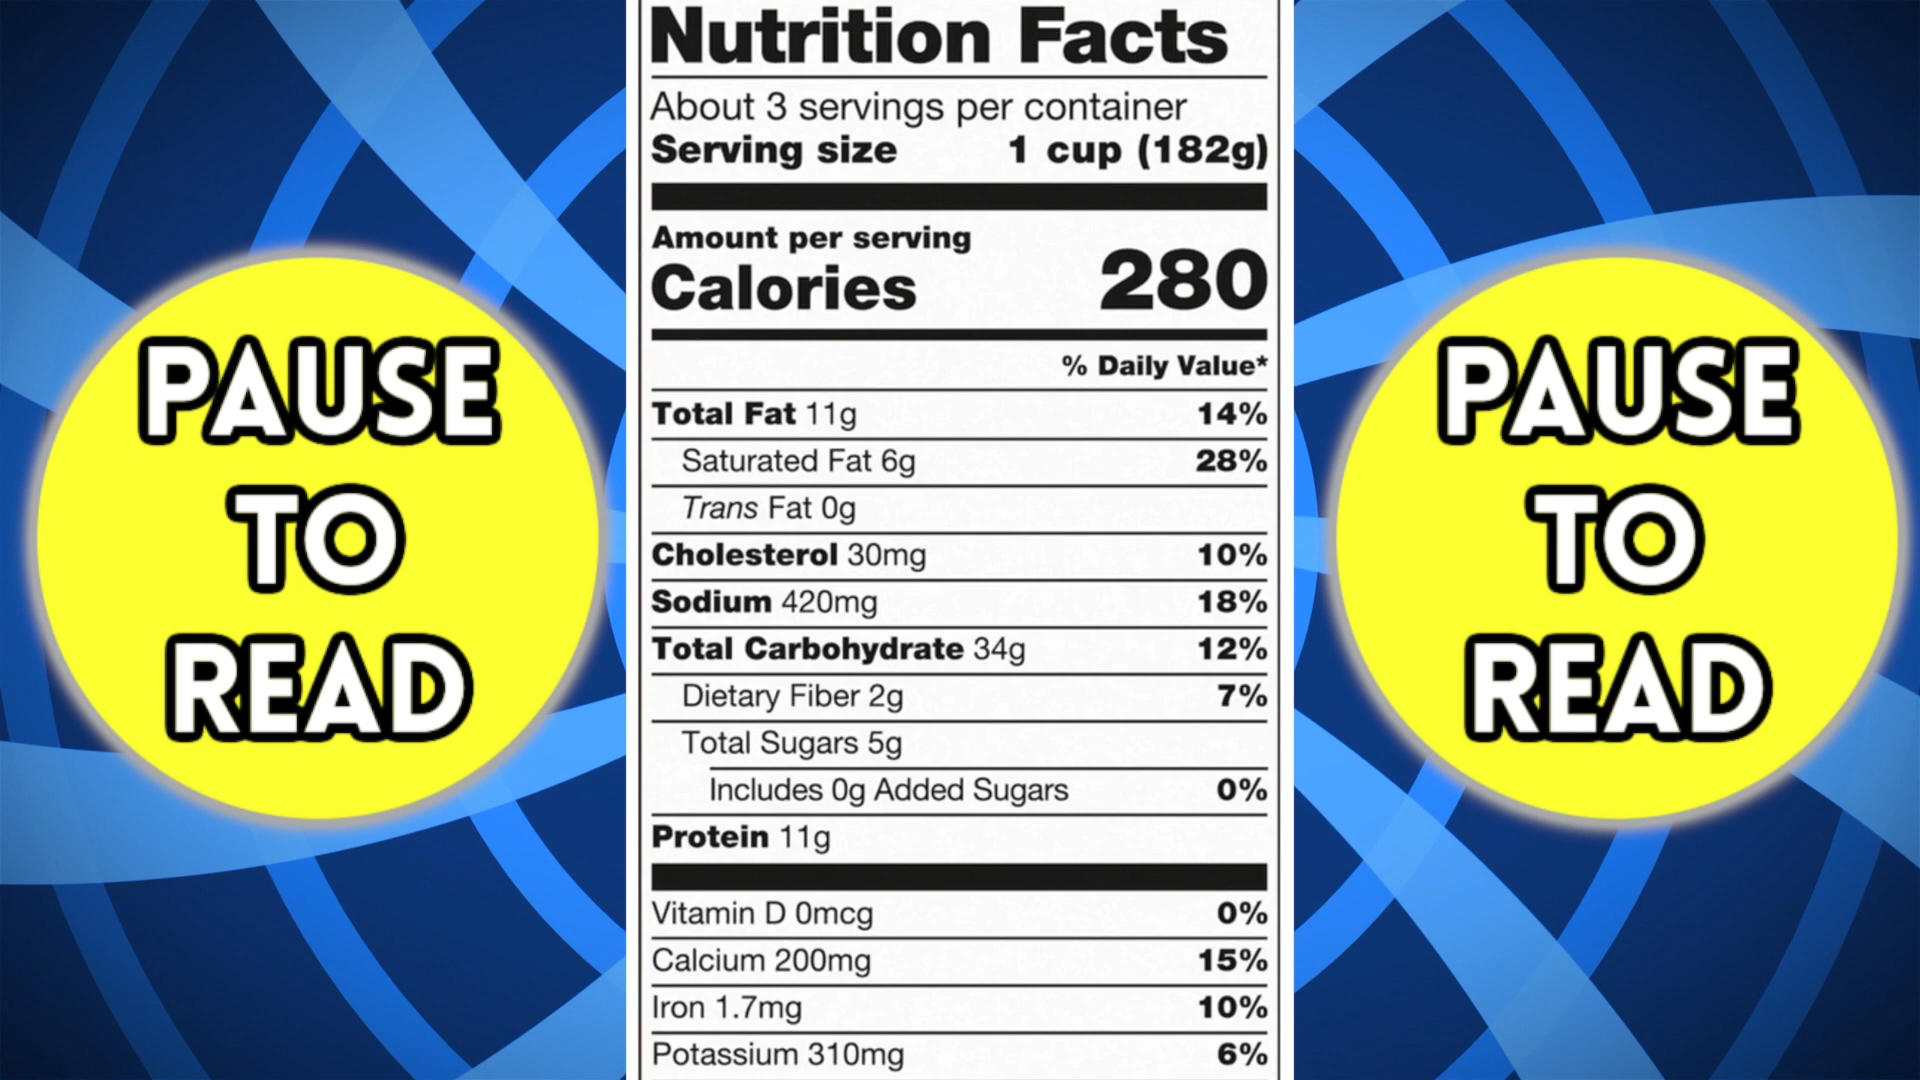 PAUSE
TO
READ
Nutrition Facts
About 3 servings per container
Serving size 1 cup (182g)
Amount per serving
Calories 280
% Daily Value*
Total Fat 11g 14%
Saturated Fat 6g 28%
Trans Fat 0g
Cholesterol 30mg 10%
Sodium 420mg 18%
Total Carbohydrate 34g 12%
Dietary Fiber 2g 7%
Total Sugars 5g
Includes 0g Added Sugars 0%
Protein 11g
Vitamin D 0mcg 0%
Calcium 200mg 15%
Iron 1.7mg 10%
Potassium 310mg 6%
PAUSE
TO
READ